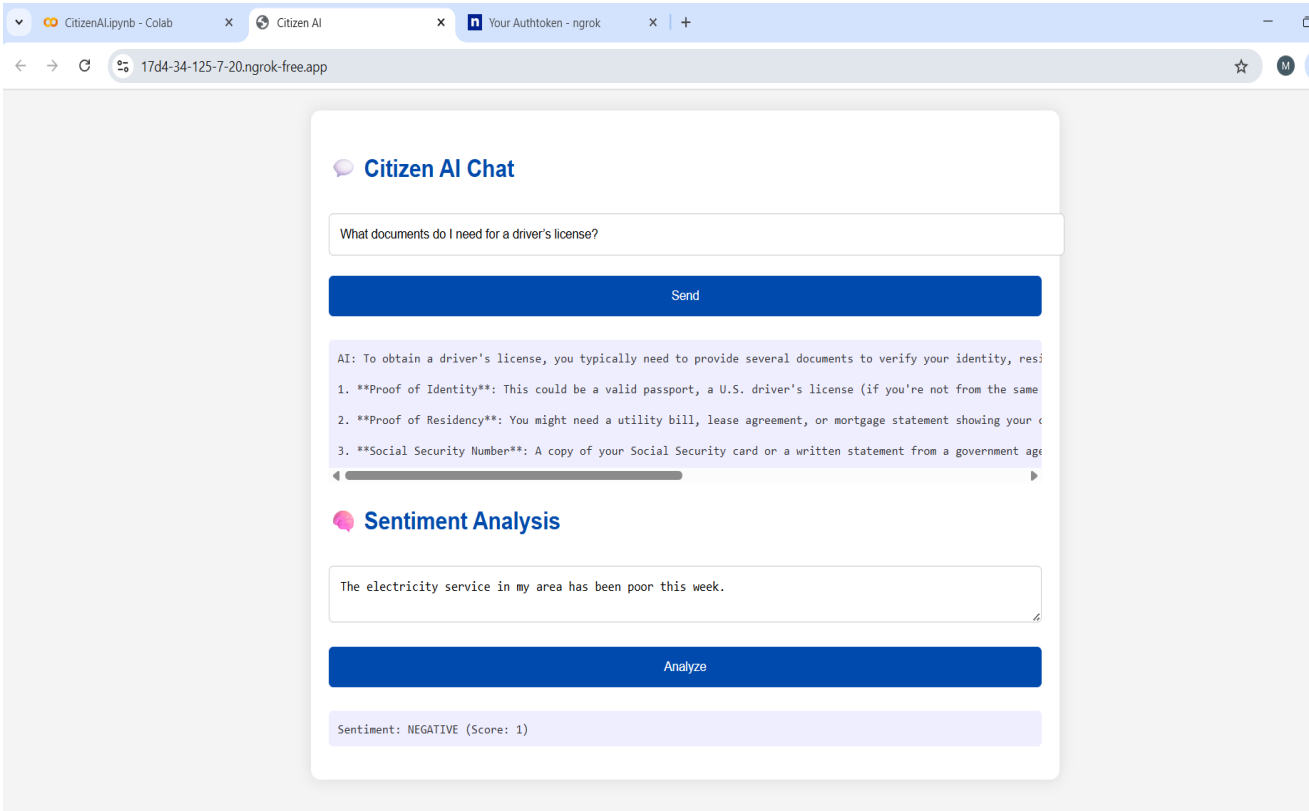 CitizenAI.ipynb - Colab
Citizen AI
Your Authtoken - ngrok
17d4-34-125-7-20.ngrok-free.app
M
Citizen AI Chat
What documents do I need for a driver's license?
Send
AI: To obtain a driver's license, you typically need to provide several documents to verify your identity, resi
1. **Proof of Identity**: This could be a valid passport, a U.S. driver's license (if you're not from the same
2. **Proof of Residency**: You might need a utility bill, lease agreement, or mortgage statement showing your
3. **Social Security Number**: A copy of your Social Security card or a written statement from a government age
Sentiment Analysis
The electricity service in my area has been poor this week.
Analyze
Sentiment: NEGATIVE (Score: 1)